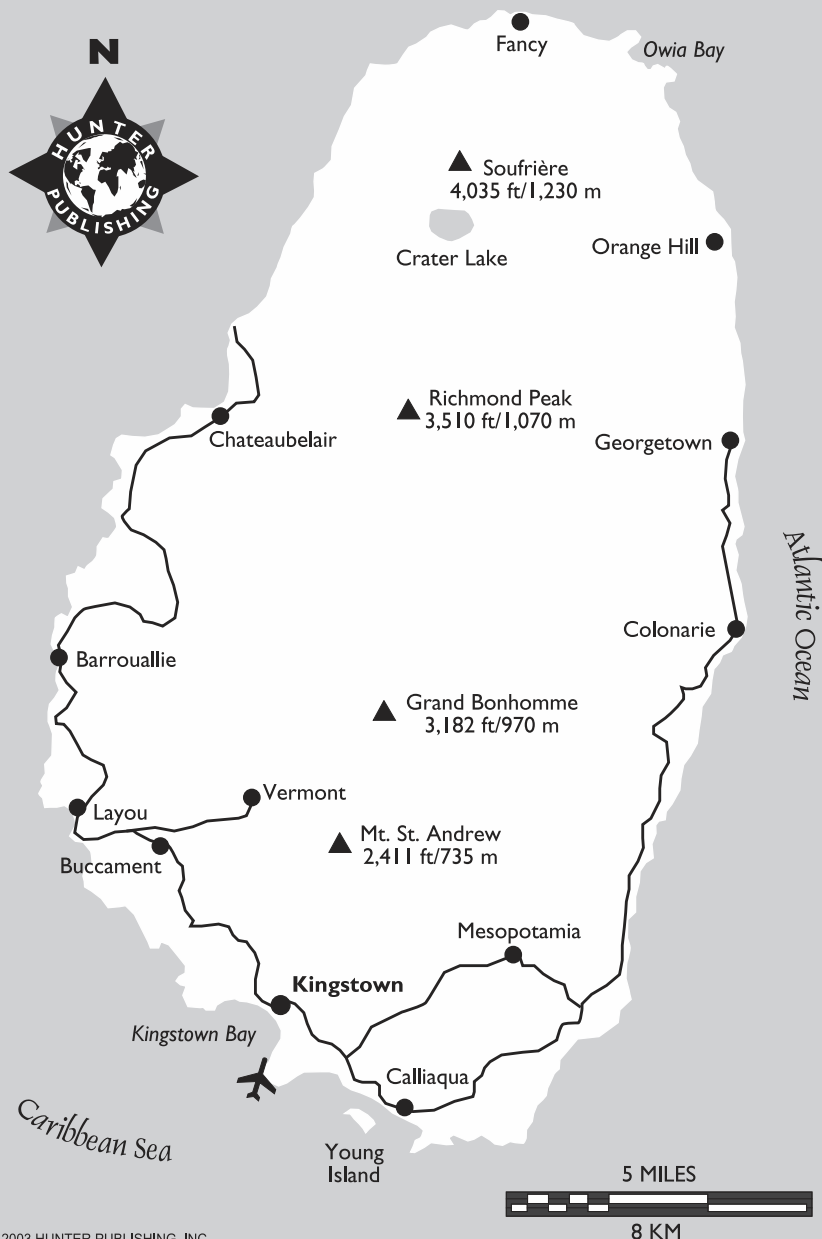 Fancy
Owia Bay
N
HUNTER
PUBLISHING
Soufrière
4,035 ft/1,230 m
Crater Lake
Orange Hill
Richmond Peak
3,510 ft/1,070 m
Chateaubelair
Georgetown
Atlantic Ocean
Colonarie
Barrouallie
Grand Bonhomme
3,182 ft/970 m
Vermont
Layou
Mt. St. Andrew
2,411 ft/735 m
Buccament
Mesopotamia
Kingstown
Kingstown Bay
Calliaqua
Caribbean Sea
Young
Island
5 MILES
8 KM
2003 HUNTER PUBLISHING, INC